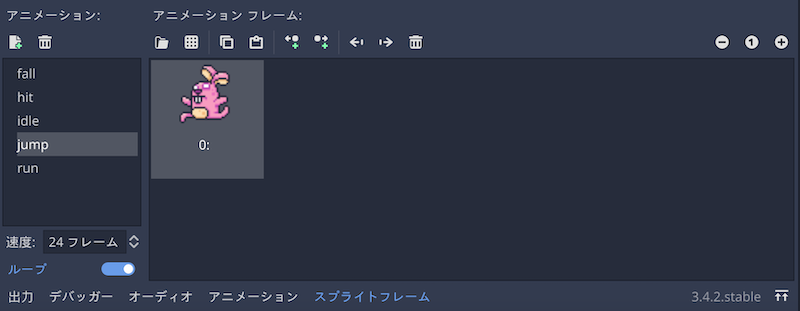 アニメーション:
アニメーション フレーム:
fall
hit
idle
jump
run
0:
速度:
24 フレーム
ループ
出力 デバッガー オーディオ アニメーション スプライトフレーム 3.4.2.stable